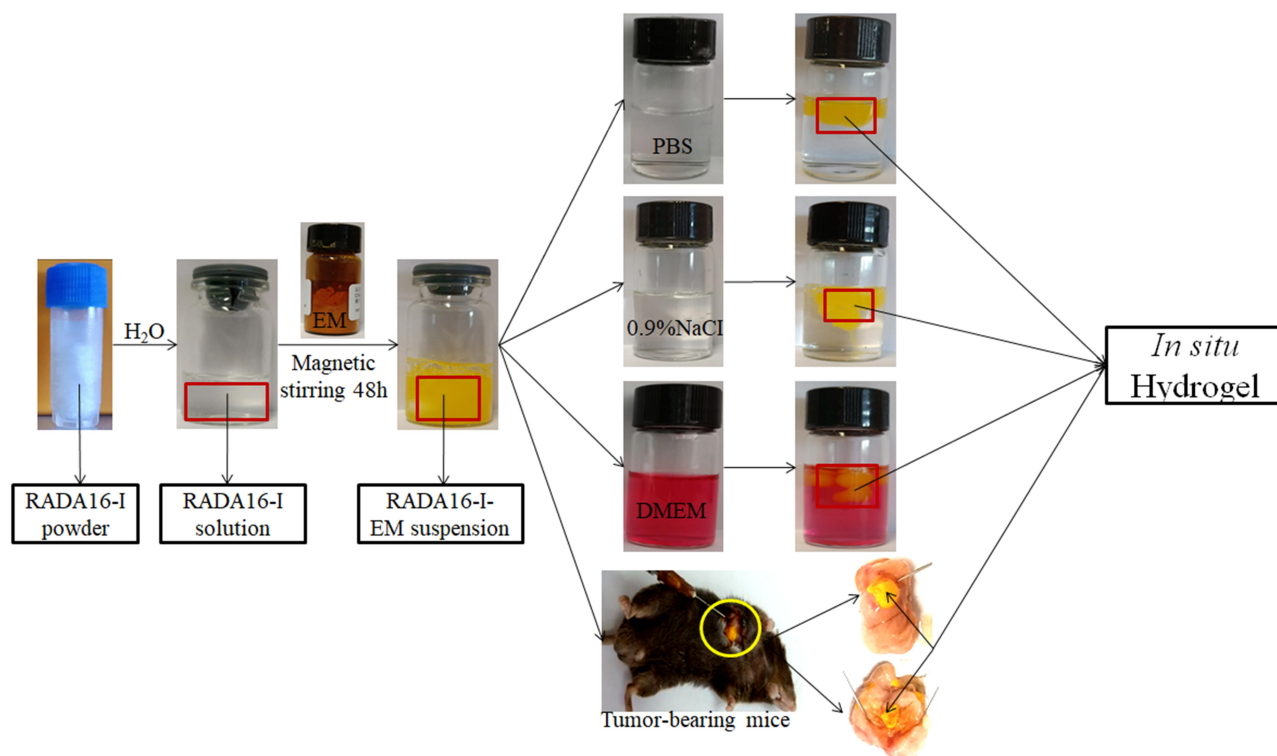 PBS
H₂O
EM
Magnetic
stirring 48h
0.9%NaCl
In situ
Hydrogel
RADA16-I
powder
RADA16-I
solution
RADA16-I-
EM suspension
DMEM
Tumor-bearing mice